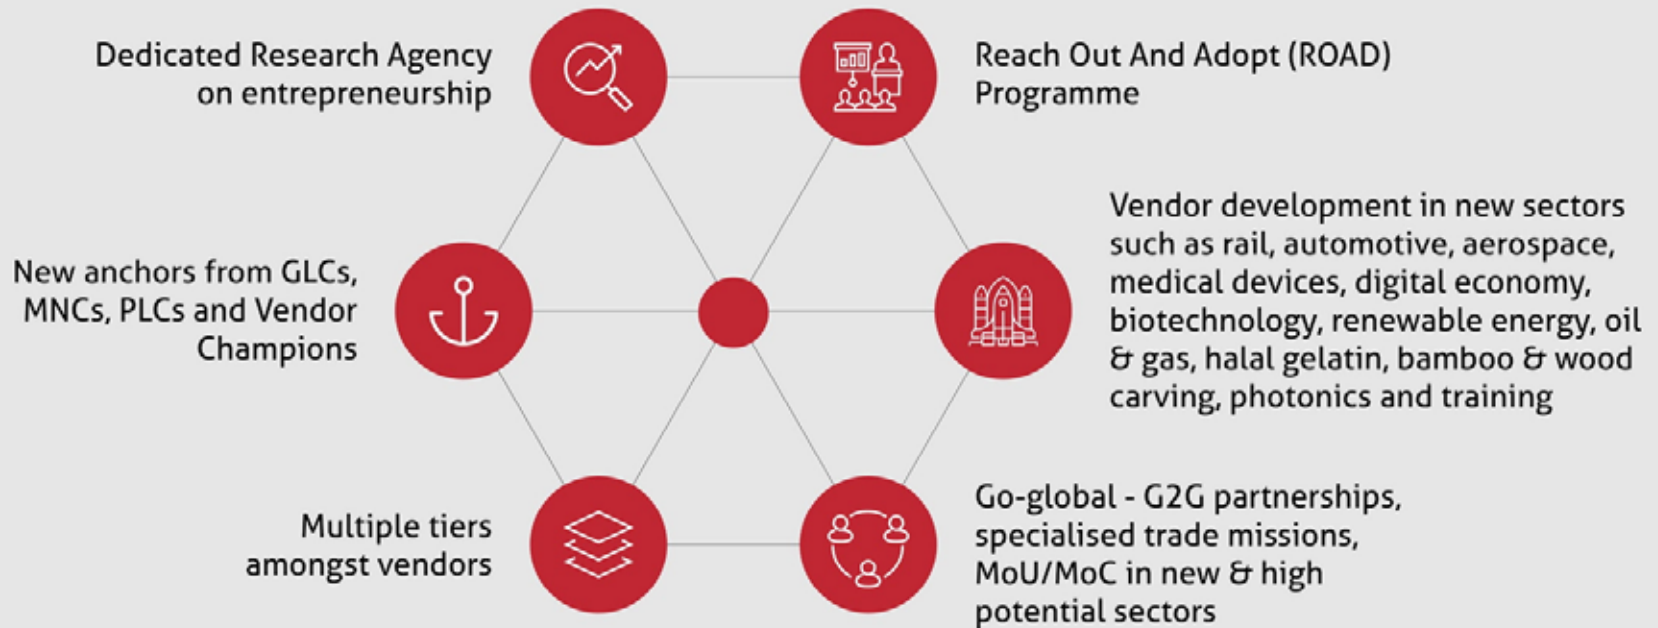 Dedicated Research Agency
on entrepreneurship
Reach Out And Adopt (ROAD)
Programme
New anchors from GLCs,
MNCs, PLCs and Vendor
Champions
Vendor development in new sectors
such as rail, automotive, aerospace,
medical devices, digital economy,
biotechnology, renewable energy, oil
& gas, halal gelatin, bamboo & wood
carving, photonics and training
Multiple tiers
amongst vendors
Go-global - G2G partnerships,
specialised trade missions,
MoU/MoC in new & high
potential sectors